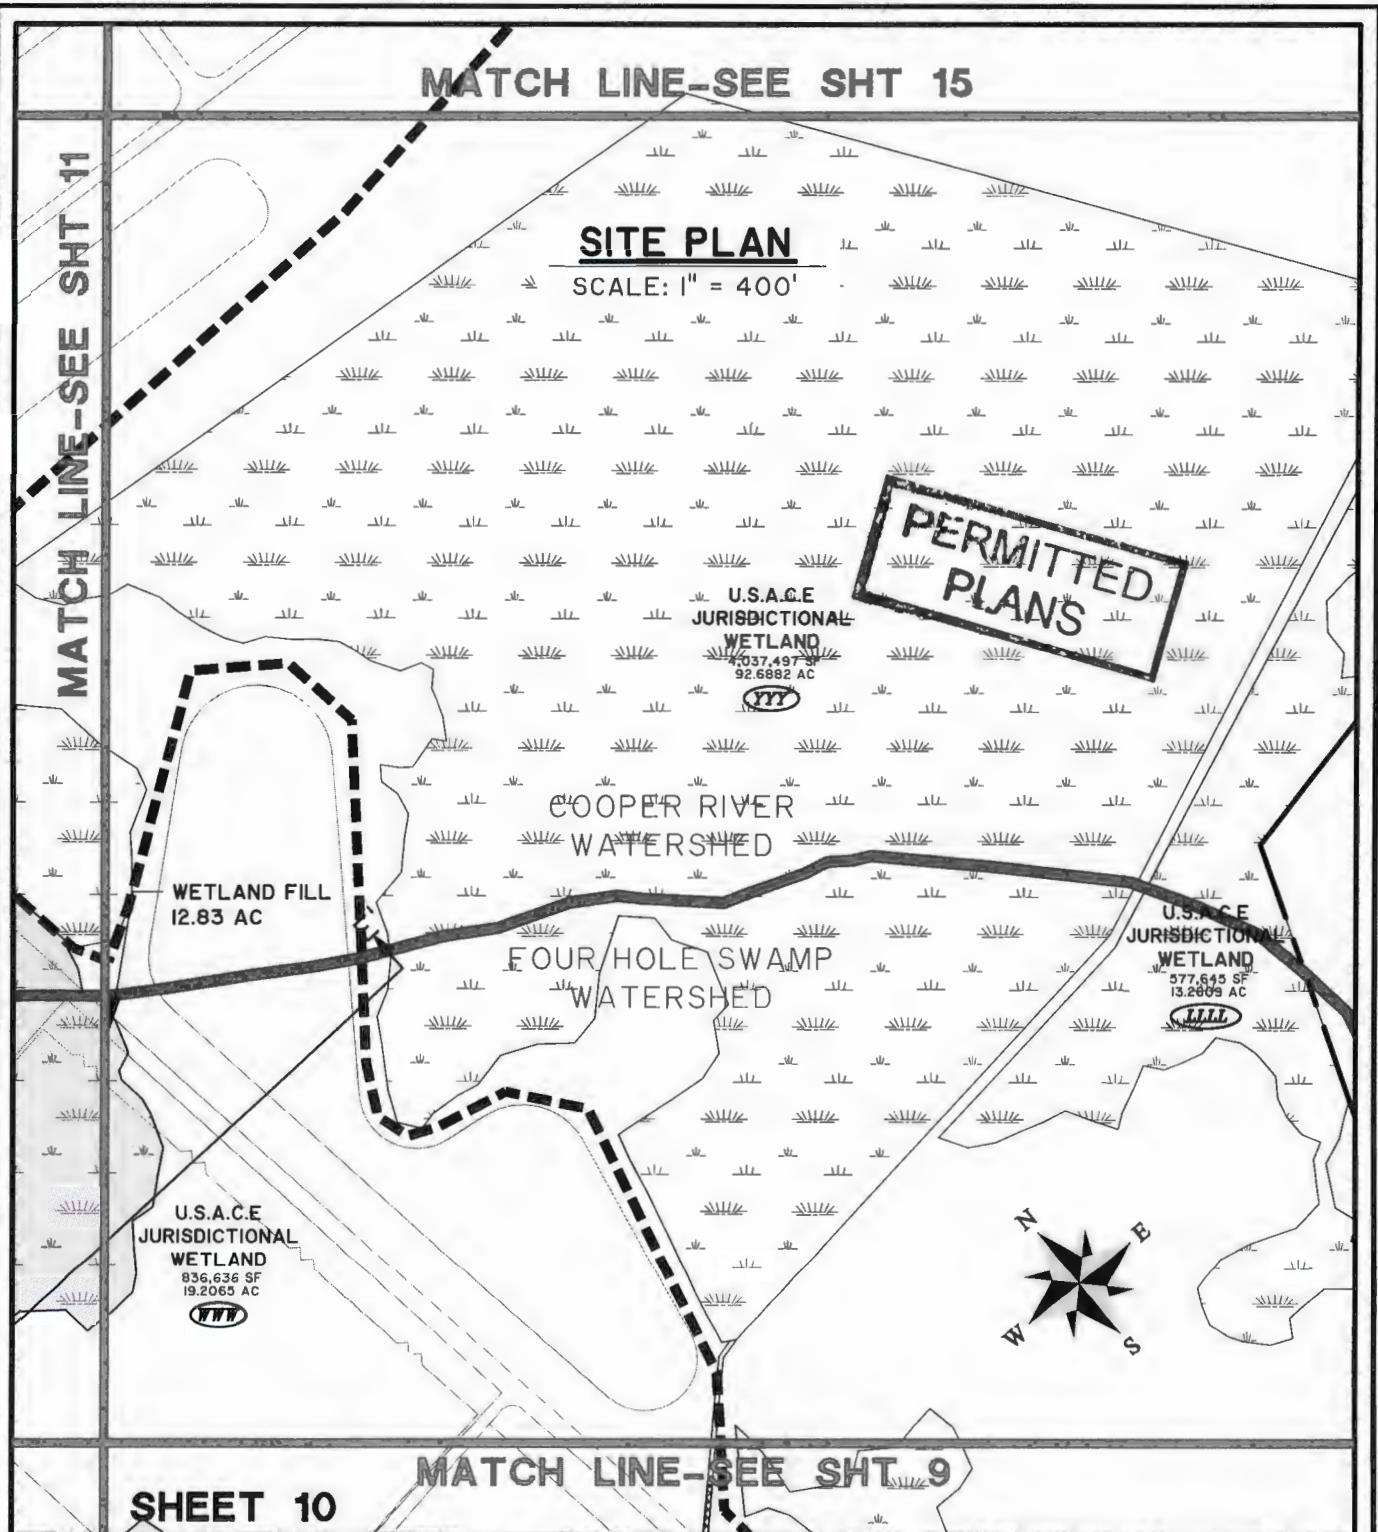 MATCH LINE-SEE SHT 15
MATCH LINE-SEE SHT 11
SITE PLAN
SCALE: 1" = 400'
PERMITTED
PLANS
U.S.A.C.E
JURISDICTIONAL
WETLAND
4,037,497 SF
92.6882 AC
YYY
COOPER RIVER
WATERSHED
WETLAND FILL
12.83 AC
FOUR HOLE SWAMP
WATERSHED
U.S.A.C.E
JURISDICTIONAL
WETLAND
577,645 SF
13.2609 AC
LLLL
U.S.A.C.E
JURISDICTIONAL
WETLAND
836,636 SF
19.2065 AC
WWW
N
E
W
S
MATCH LINE-SEE SHT 9
SHEET 10